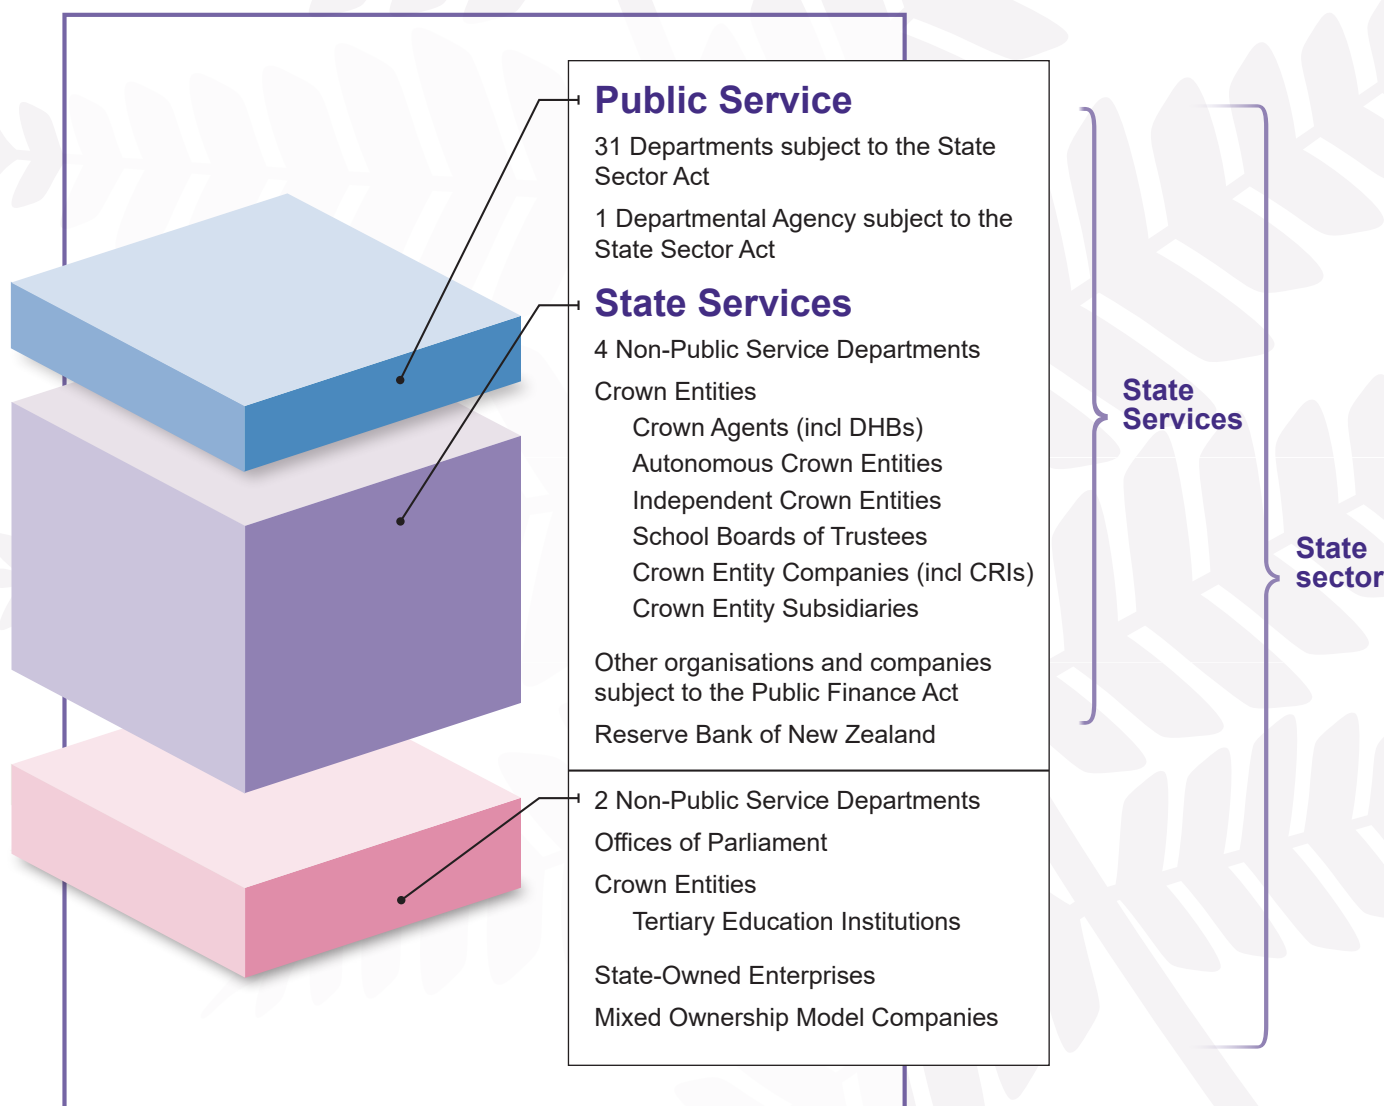 Public Service
31 Departments subject to the State
Sector Act
1 Departmental Agency subject to the
State Sector Act
State Services
4 Non-Public Service Departments
Crown Entities
Crown Agents (incl DHBs)
Autonomous Crown Entities
Independent Crown Entities
School Boards of Trustees
Crown Entity Companies (incl CRIs)
Crown Entity Subsidiaries
Other organisations and companies
subject to the Public Finance Act
Reserve Bank of New Zealand
2 Non-Public Service Departments
Offices of Parliament
Crown Entities
Tertiary Education Institutions
State-Owned Enterprises
Mixed Ownership Model Companies
State
Services
State
sector